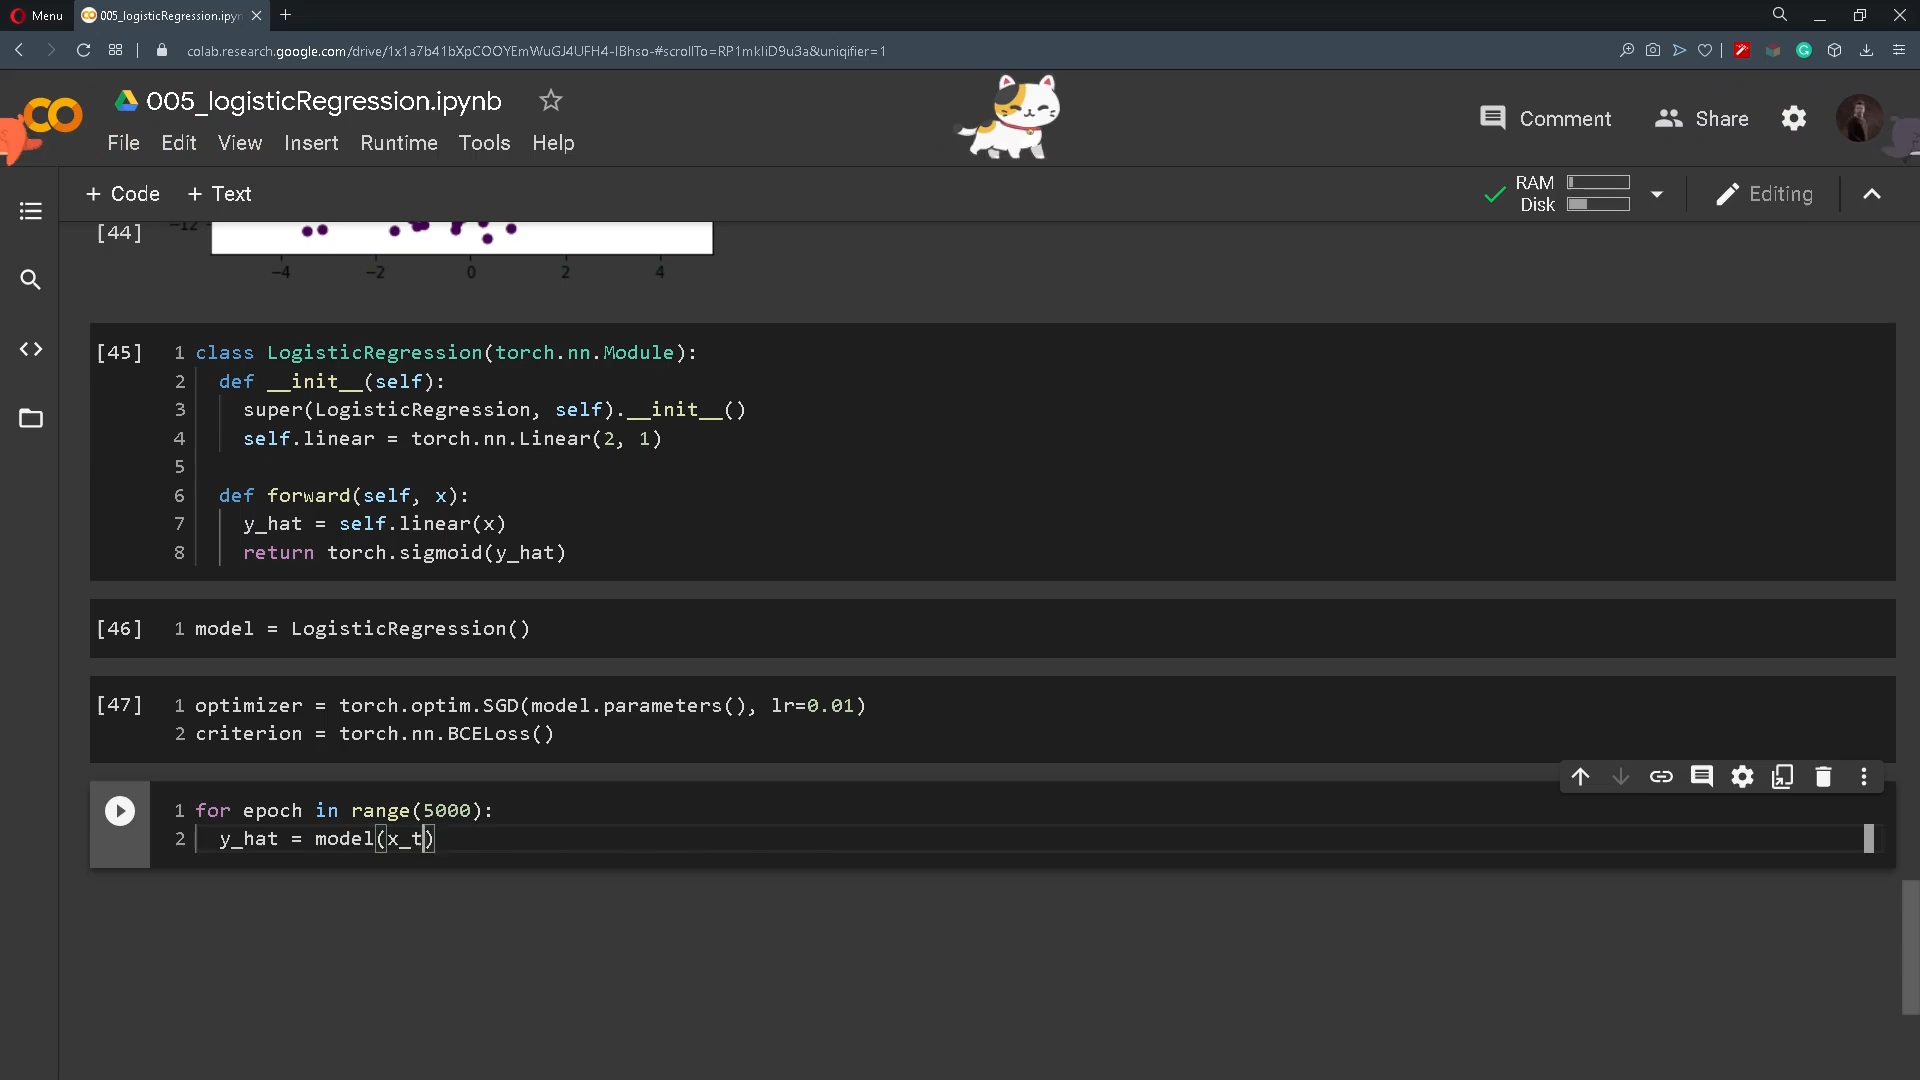 Menu
005_logisticRegression.ipyn
colab.research.google.com/drive/1x1a7b41bXpCOOYEmWuGJ4UFH4-lBhso-#scrollTo=RP1mkliD9u3a&uniqifier=1
005_logisticRegression.ipynb
File Edit View Insert Runtime Tools Help
Comment
Share
+ Code + Text
RAM
Disk
Editing
[44]
−12
−4 −2 0 2 4
[45]
1 class LogisticRegression(torch.nn.Module):
2 def __init__(self):
3 super(LogisticRegression, self).__init__()
4 self.linear = torch.nn.Linear(2, 1)
5
6 def forward(self, x):
7 y_hat = self.linear(x)
8 return torch.sigmoid(y_hat)
[46] 1 model = LogisticRegression()
[47] 1 optimizer = torch.optim.SGD(model.parameters(), lr=0.01)
2 criterion = torch.nn.BCELoss()
1 for epoch in range(5000):
2 y_hat = model(x_t)